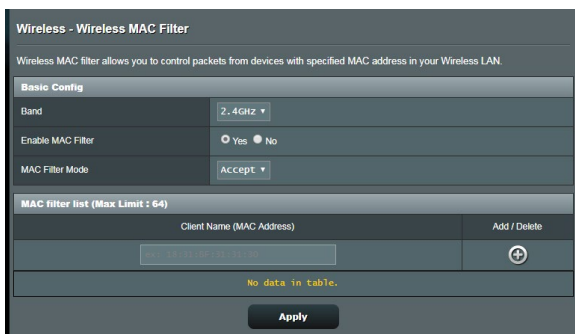 Wireless - Wireless MAC Filter
Wireless MAC filter allows you to control packets from devices with specified MAC address in your Wireless LAN.
Basic Config
Band
2.4GHz
Enable MAC Filter
Yes No
MAC Filter Mode
Accept
MAC filter list (Max Limit : 64)
Client Name (MAC Address)
Add / Delete
No data in table.
Apply